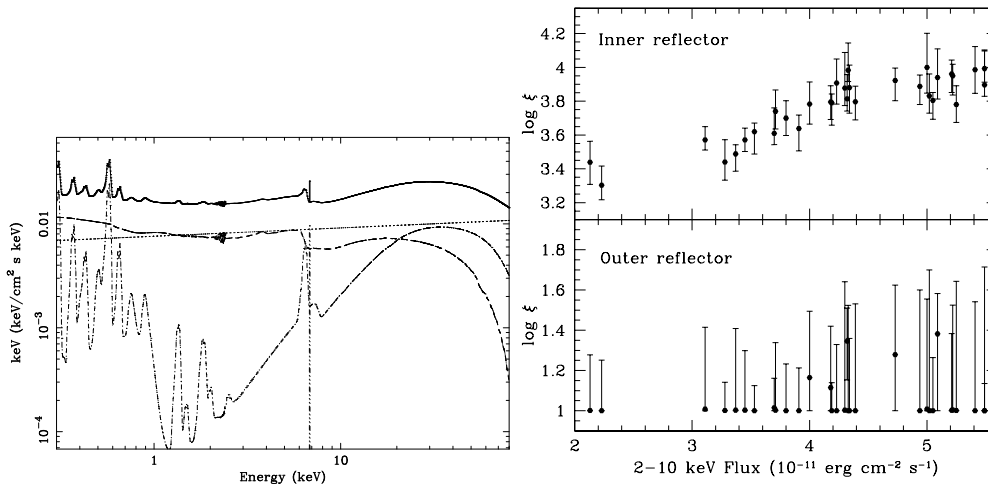 keV (keV/cm² s keV)
0.01
10⁻³
10⁻⁴
1
10
Energy (keV)
Inner reflector
log ξ
4.2
4
3.8
3.6
3.4
3.2
Outer reflector
log ξ
1.8
1.6
1.4
1.2
1
2
3
4
5
2−10 keV Flux (10⁻¹¹ erg cm⁻² s⁻¹)